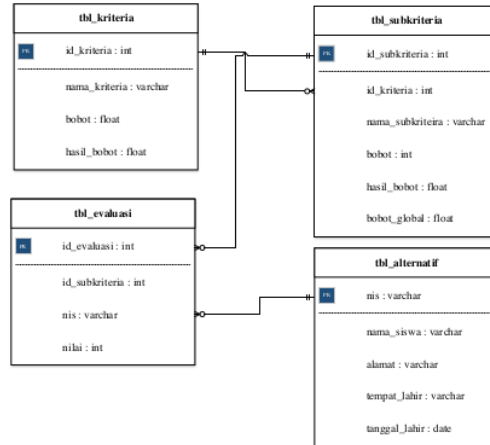 tbl_kriteria
PK
id_kriteria : int
nama_kriteria : varchar
bobot : float
hasil_bobot : float
tbl_subkriteria
PK
id_subkriteria : int
id_kriteria : int
nama_subkriteira : varchar
bobot : int
hasil_bobot : float
bobot_global : float
tbl_evaluasi
PK
id_evaluasi : int
id_subkriteria : int
nis : varchar
nilai : int
tbl_alternatif
PK
nis : varchar
nama_siswa : varchar
alamat : varchar
tempat_lahir : varchar
tanggal_lahir : date